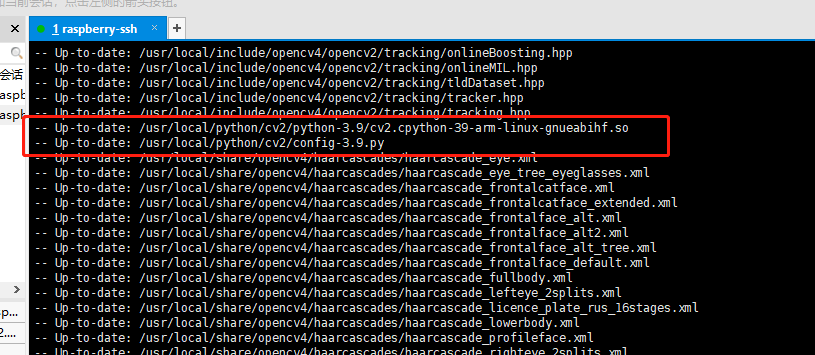 和当前会话，点击左侧的箭头按钮。
1 raspberry-ssh
会话
aspb
aspb
sp...
2....
-- Up-to-date: /usr/local/include/opencv4/opencv2/tracking/onlineBoosting.hpp
-- Up-to-date: /usr/local/include/opencv4/opencv2/tracking/onlineMIL.hpp
-- Up-to-date: /usr/local/include/opencv4/opencv2/tracking/tldDataset.hpp
-- Up-to-date: /usr/local/include/opencv4/opencv2/tracking/tracker.hpp
-- Up-to-date: /usr/local/include/opencv4/opencv2/tracking/tracking.hpp
-- Up-to-date: /usr/local/python/cv2/python-3.9/cv2.cpython-39-arm-linux-gnueabihf.so
-- Up-to-date: /usr/local/python/cv2/config-3.9.py
-- Up-to-date: /usr/local/share/opencv4/haarcascades/haarcascade_eye.xml
-- Up-to-date: /usr/local/share/opencv4/haarcascades/haarcascade_eye_tree_eyeglasses.xml
-- Up-to-date: /usr/local/share/opencv4/haarcascades/haarcascade_frontalcatface.xml
-- Up-to-date: /usr/local/share/opencv4/haarcascades/haarcascade_frontalcatface_extended.xml
-- Up-to-date: /usr/local/share/opencv4/haarcascades/haarcascade_frontalface_alt.xml
-- Up-to-date: /usr/local/share/opencv4/haarcascades/haarcascade_frontalface_alt2.xml
-- Up-to-date: /usr/local/share/opencv4/haarcascades/haarcascade_frontalface_alt_tree.xml
-- Up-to-date: /usr/local/share/opencv4/haarcascades/haarcascade_frontalface_default.xml
-- Up-to-date: /usr/local/share/opencv4/haarcascades/haarcascade_fullbody.xml
-- Up-to-date: /usr/local/share/opencv4/haarcascades/haarcascade_lefteye_2splits.xml
-- Up-to-date: /usr/local/share/opencv4/haarcascades/haarcascade_licence_plate_rus_16stages.xml
-- Up-to-date: /usr/local/share/opencv4/haarcascades/haarcascade_lowerbody.xml
-- Up-to-date: /usr/local/share/opencv4/haarcascades/haarcascade_profileface.xml
-- Up-to-date: /usr/local/share/opencv4/haarcascades/haarcascade_righteye_2splits.xml